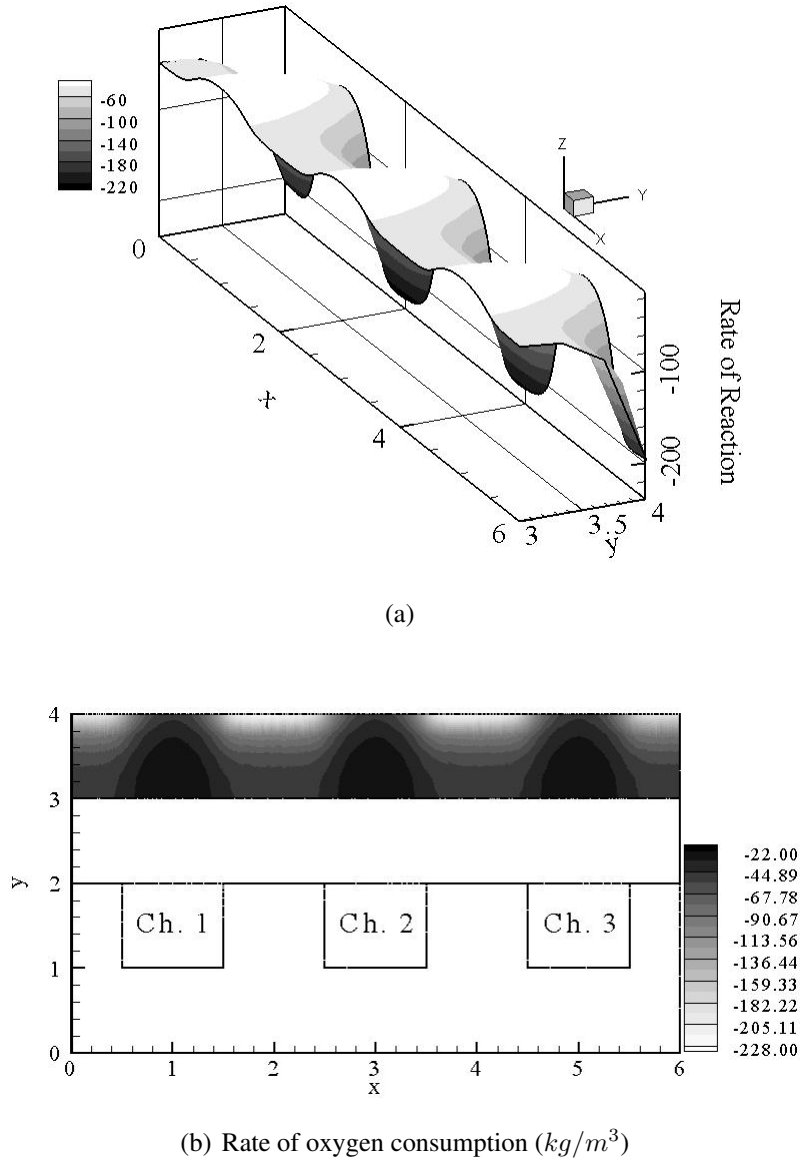 -60
-100
-140
-180
-220
Z
Y
X
0
2
4
6
x
3
3.5
4
y
-100
-200
Rate of Reaction
(a)
4
3
2
1
0
y
Ch. 1
Ch. 2
Ch. 3
0
1
2
3
4
5
6
x
-22.00
-44.89
-67.78
-90.67
-113.56
-136.44
-159.33
-182.22
-205.11
-228.00
(b) Rate of oxygen consumption (kg/m³)